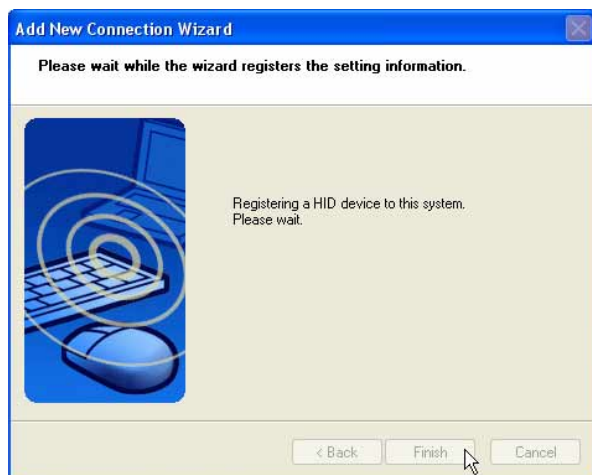 Add New Connection Wizard
Please wait while the wizard registers the setting information.
Registering a HID device to this system.
Please wait.
< Back
Finish
Cancel